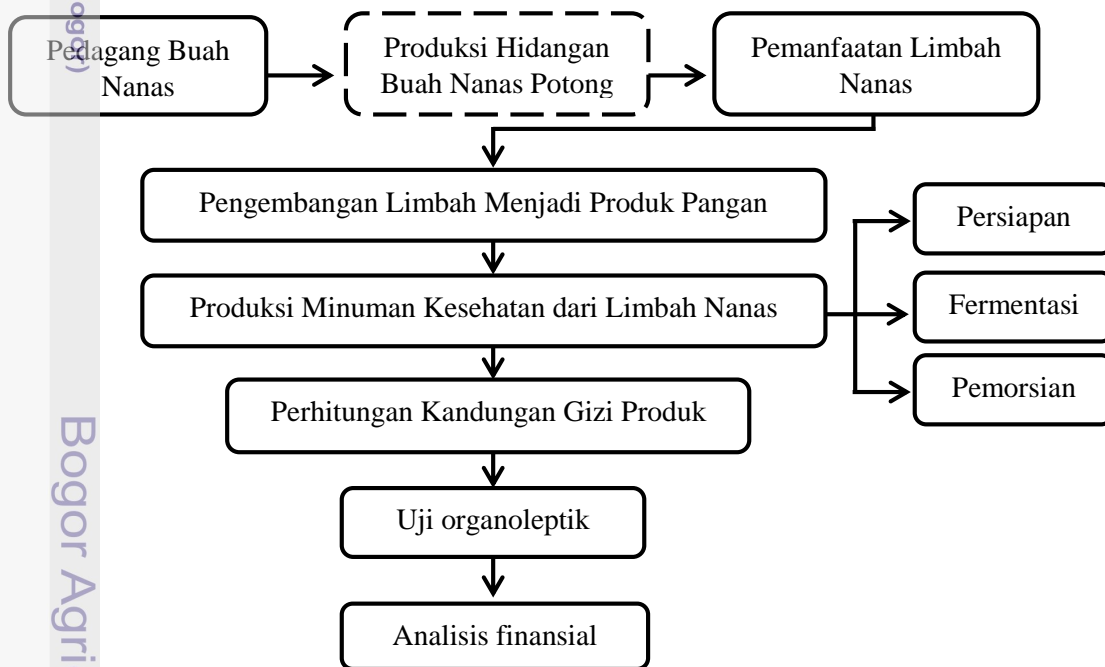 Pedagang Buah
Nanas
Produksi Hidangan
Buah Nanas Potong
Pemanfaatan Limbah
Nanas
Pengembangan Limbah Menjadi Produk Pangan
Produksi Minuman Kesehatan dari Limbah Nanas
Persiapan
Fermentasi
Pemorsian
Perhitungan Kandungan Gizi Produk
Uji organoleptik
Analisis finansial
ogor)
Bogor Agri